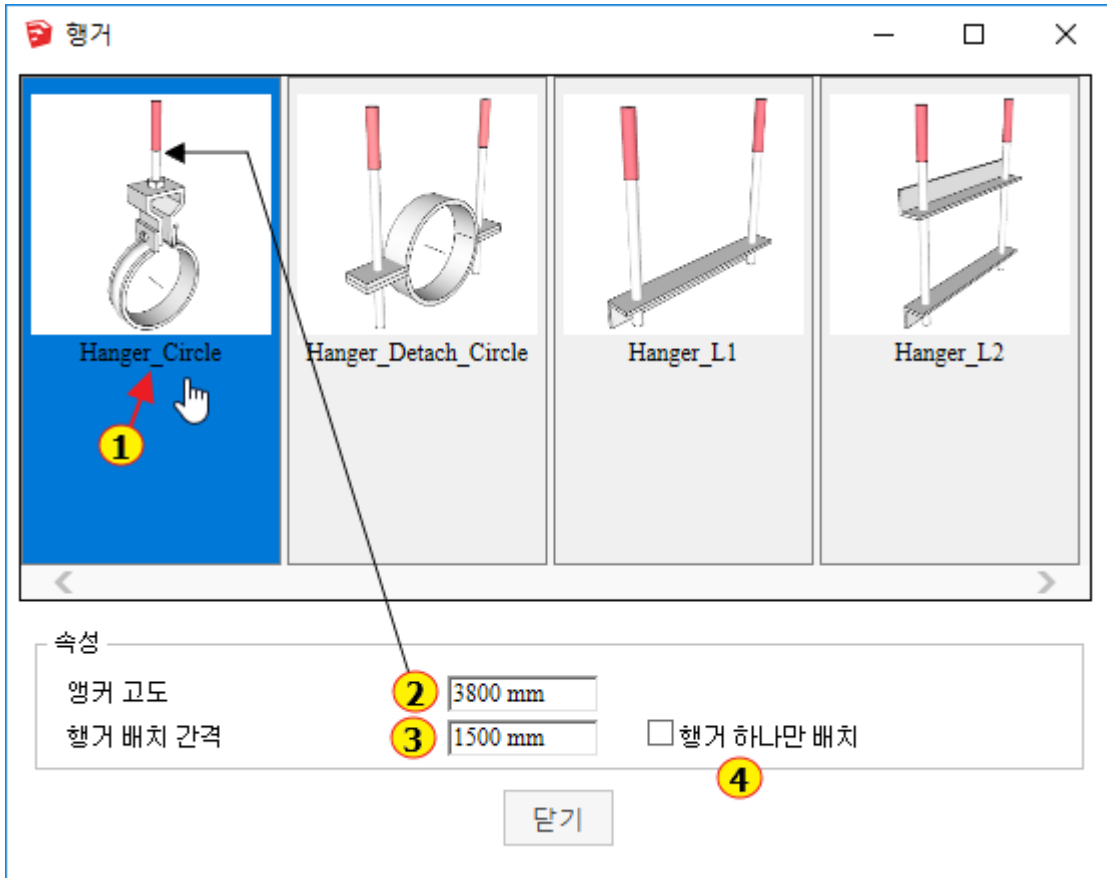 행거
Hanger_Circle
Hanger_Detach_Circle
Hanger_L1
Hanger_L2
1
속성
앵커 고도 2 3800 mm
행거 배치 간격 3 1500 mm 행거 하나만 배치
4
닫기